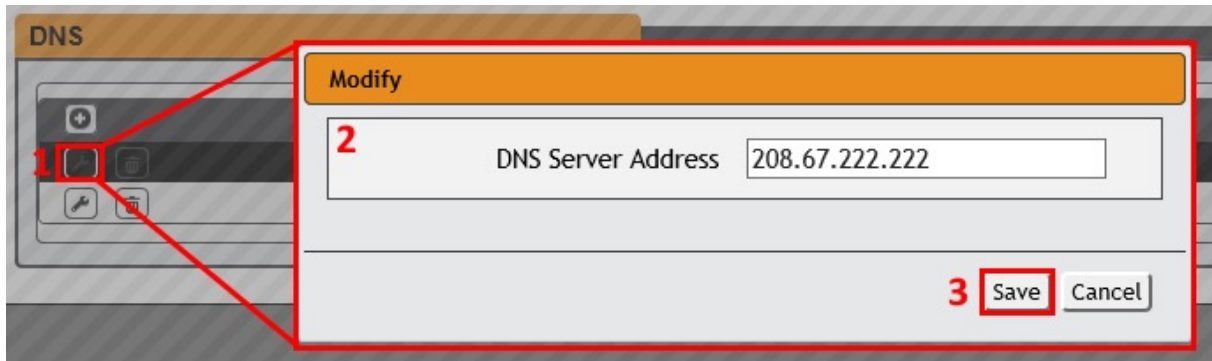 DNS
Modify
1
2
DNS Server Address 208.67.222.222
3 Save Cancel